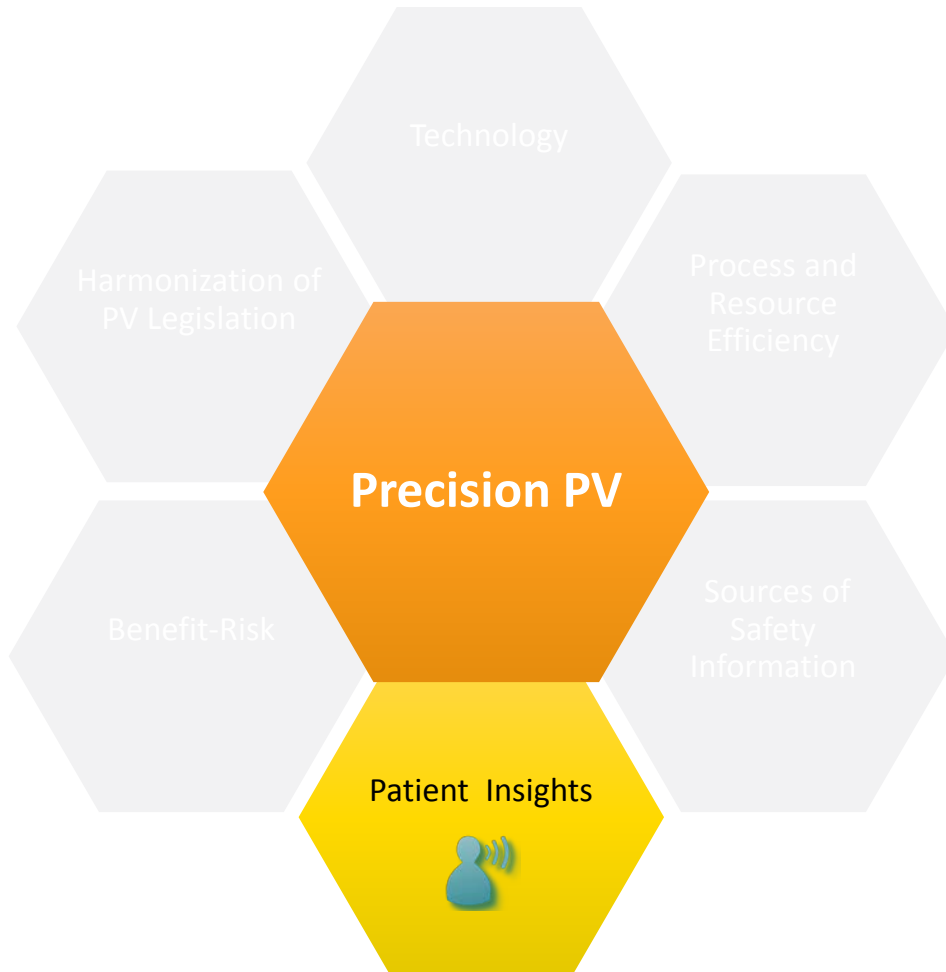 Technology
Harmonization of
PV Legislation
Process and
Resource
Efficiency
Precision PV
Benefit-Risk
Sources of
Safety
Information
Patient  Insights